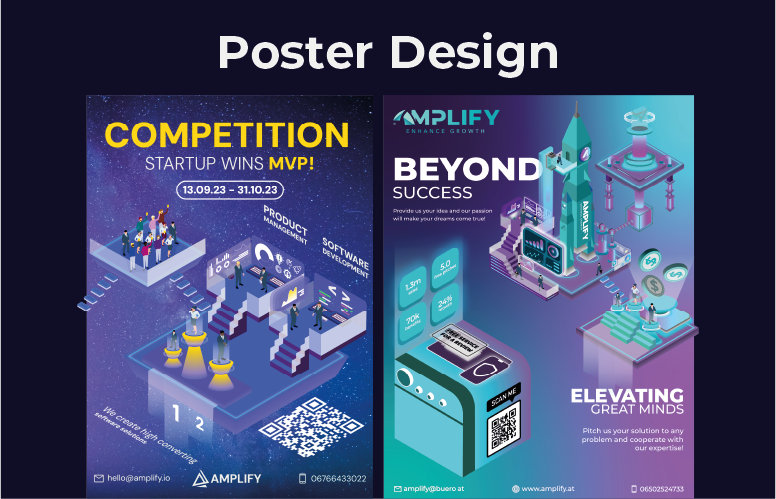 Poster Design
COMPETITION
STARTUP WINS MVP!
13.09.23 - 31.10.23
PRODUCT
MANAGEMENT
SOFTWARE
DEVELOPMENT
1 2
We create high Converting
software solutions
hello@amplify.io
AMPLIFY
06766433022
AMPLIFY
ENHANCE GROWTH
BEYOND
SUCCESS
Provide us your idea and our passion
will make your dreams come true!
AMPLIFY
1.3m
5.0
70k
24%
FREE SERVICE
FOR A REVIEW
SCAN ME
ELEVATING
GREAT MINDS
Pitch us your solution to any
problem and cooperate with
our expertise!
amplify@buero.at
www.amplify.at
06502524733